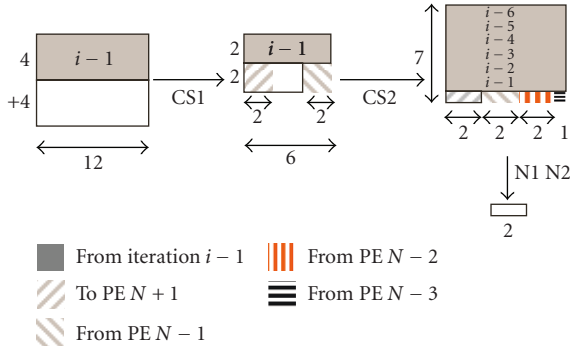 4
i − 1
+4
12
CS1
2
i − 1
2
2
2
6
CS2
7
i − 6
i − 5
i − 4
i − 3
i − 2
i − 1
2
2
2
1
N1 N2
2
From iteration i − 1
To PE N + 1
From PE N − 1
From PE N − 2
From PE N − 3